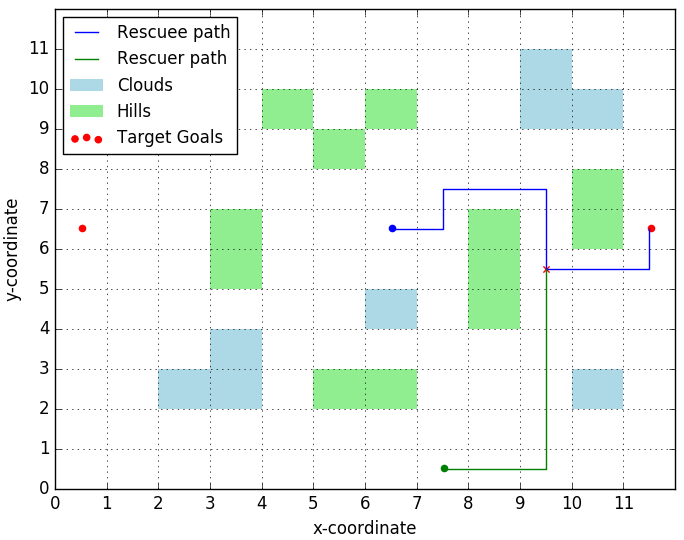 Rescuee path
Rescuer path
Clouds
Hills
Target Goals
11
10
9
8
7
6
5
4
3
2
1
0
y-coordinate
0 1 2 3 4 5 6 7 8 9 10 11
x-coordinate